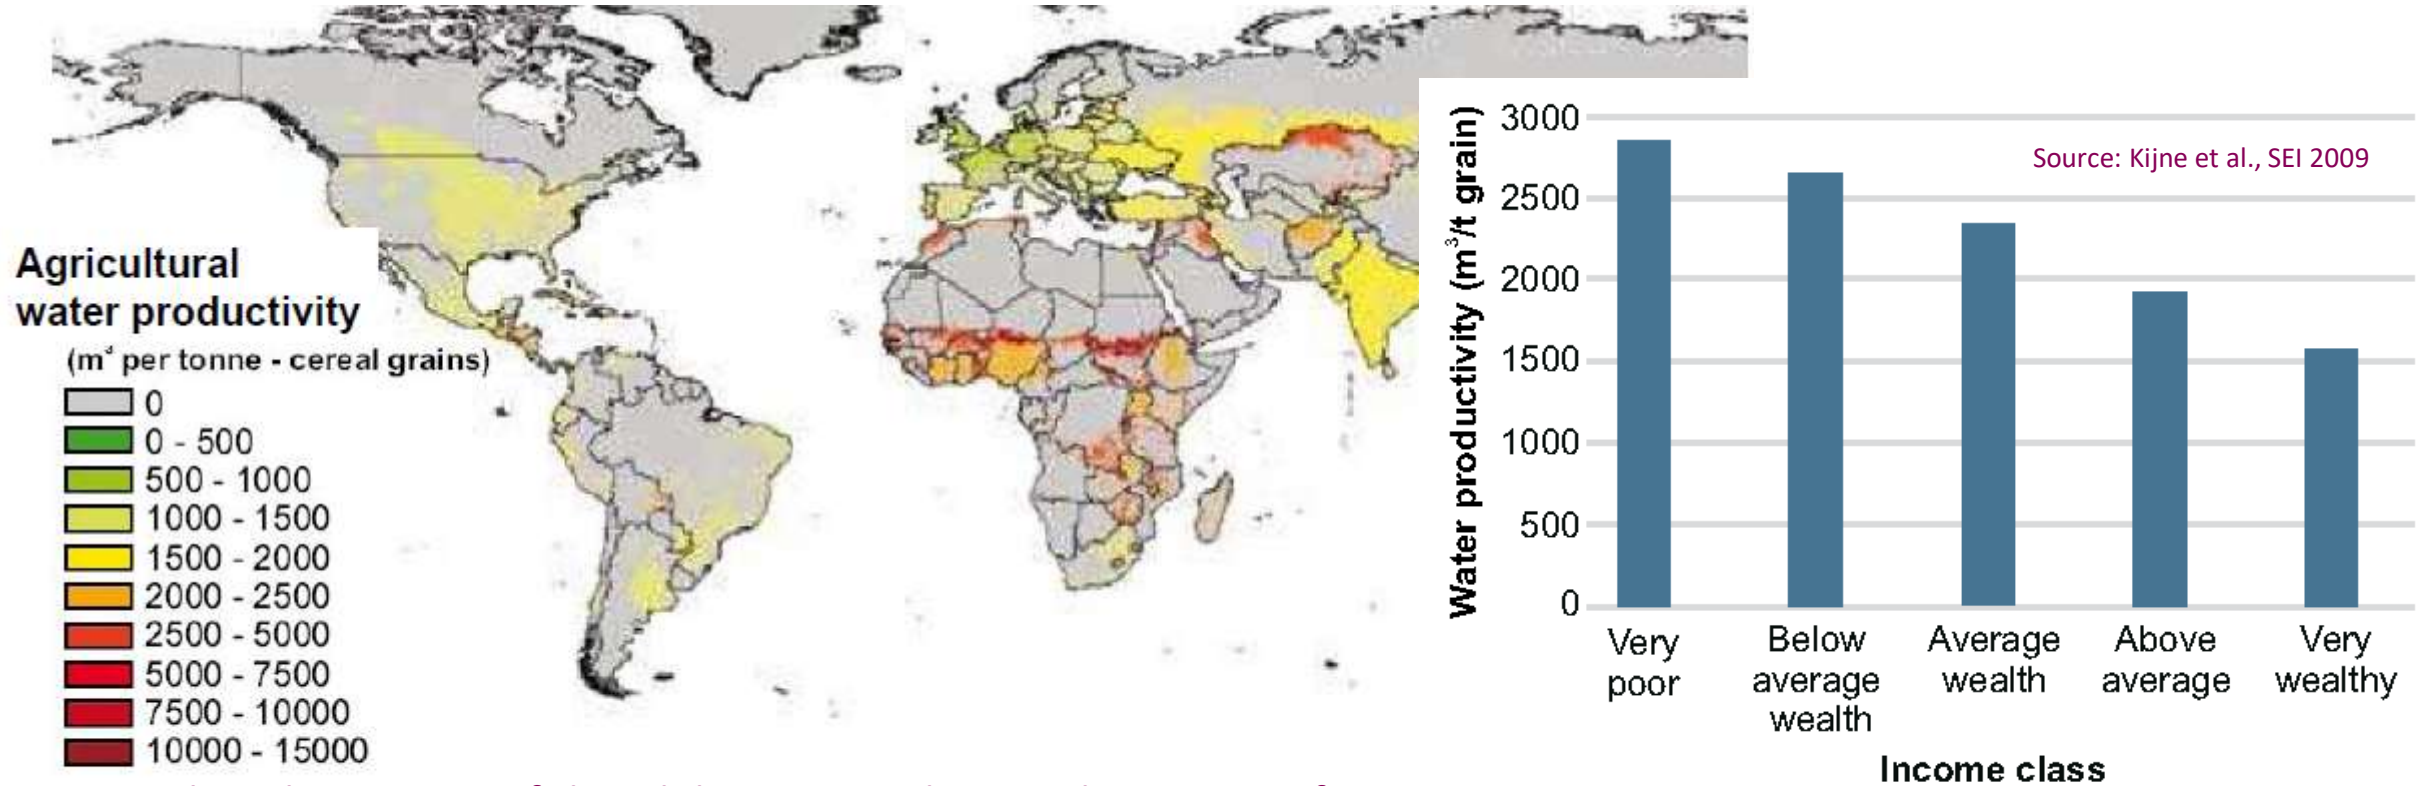 Agricultural
water productivity
(m³ per tonne - cereal grains)
0
0 - 500
500 - 1000
1000 - 1500
1500 - 2000
2000 - 2500
2500 - 5000
5000 - 7500
7500 - 10000
10000 - 15000
Water productivity (m³/t grain)
3000
2500
2000
1500
1000
500
0
Source: Kijne et al., SEI 2009
Very
poor
Below
average
wealth
Average
wealth
Above
average
Very
wealthy
Income class